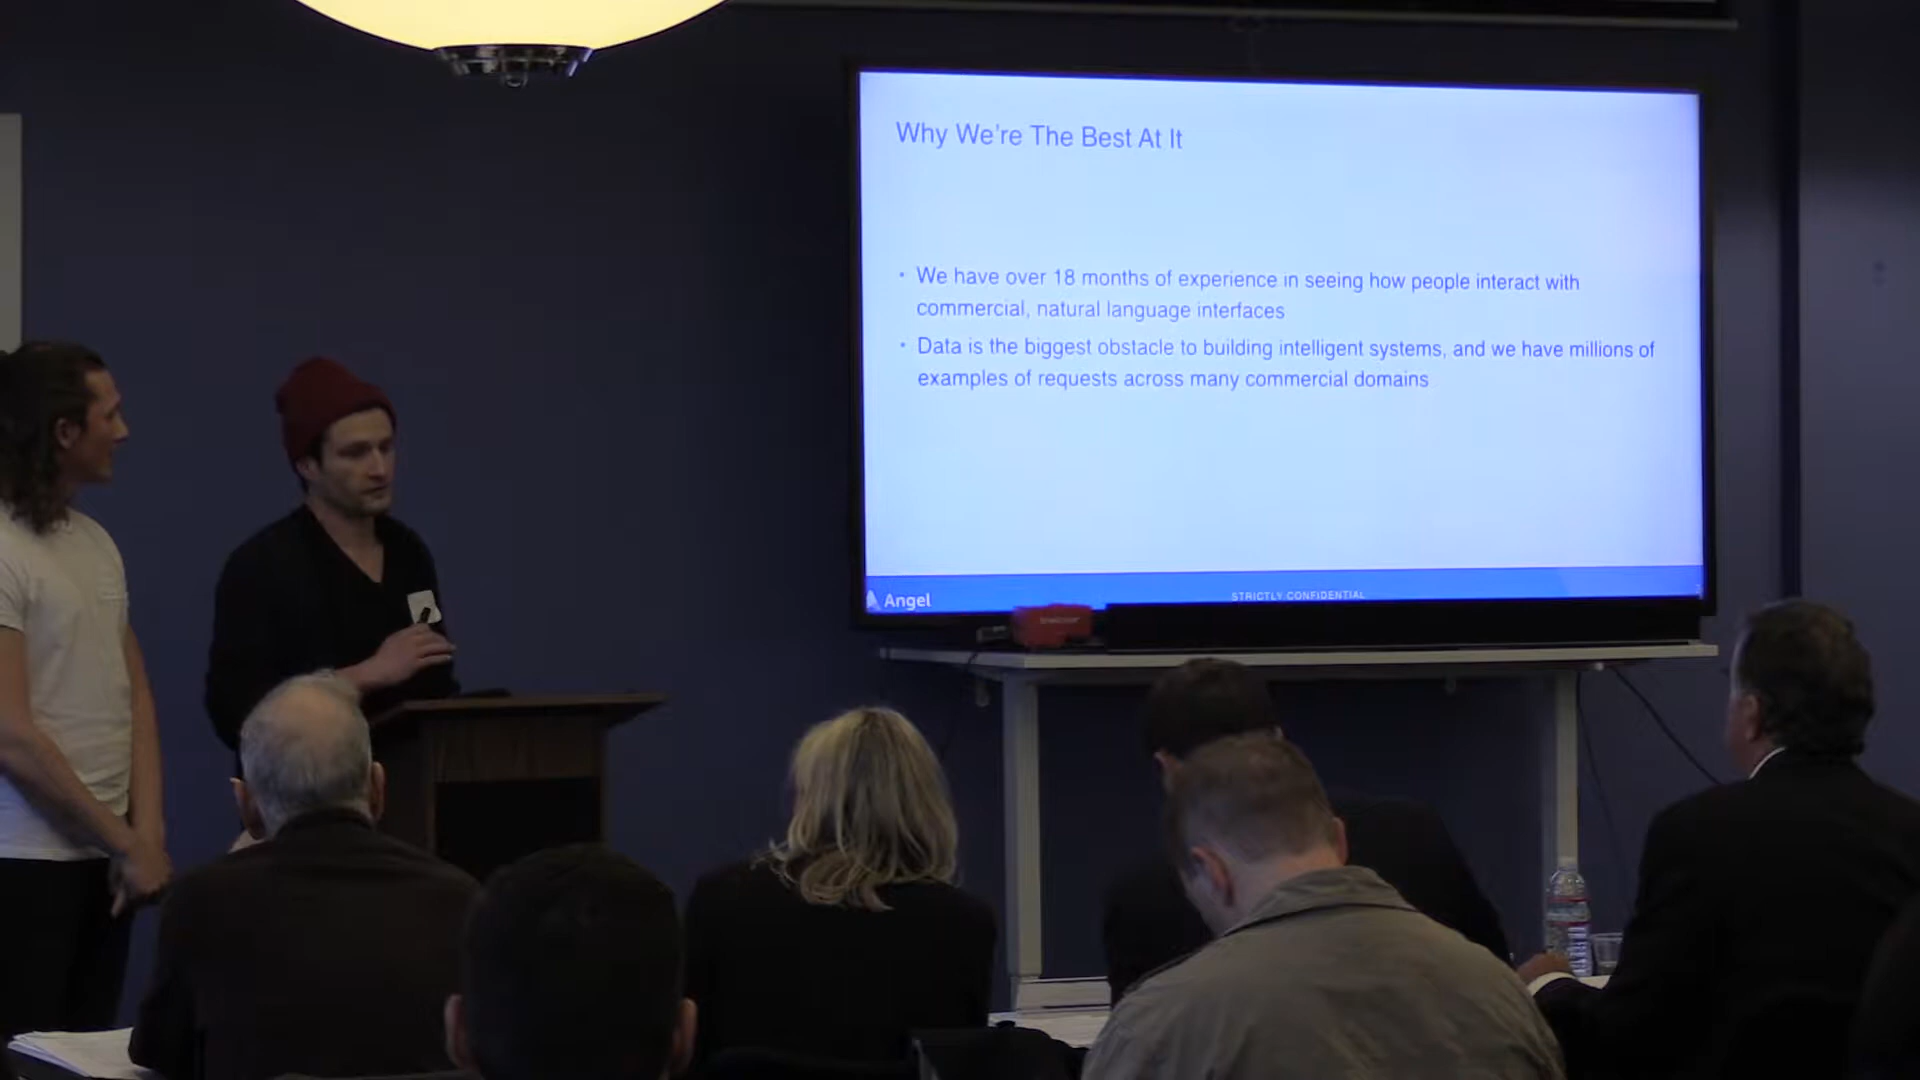 Why We're The Best At It
• We have over 18 months of experience in seeing how people interact with
commercial, natural language interfaces
• Data is the biggest obstacle to building intelligent systems, and we have millions of
examples of requests across many commercial domains
Angel
STRICTLY CONFIDENTIAL